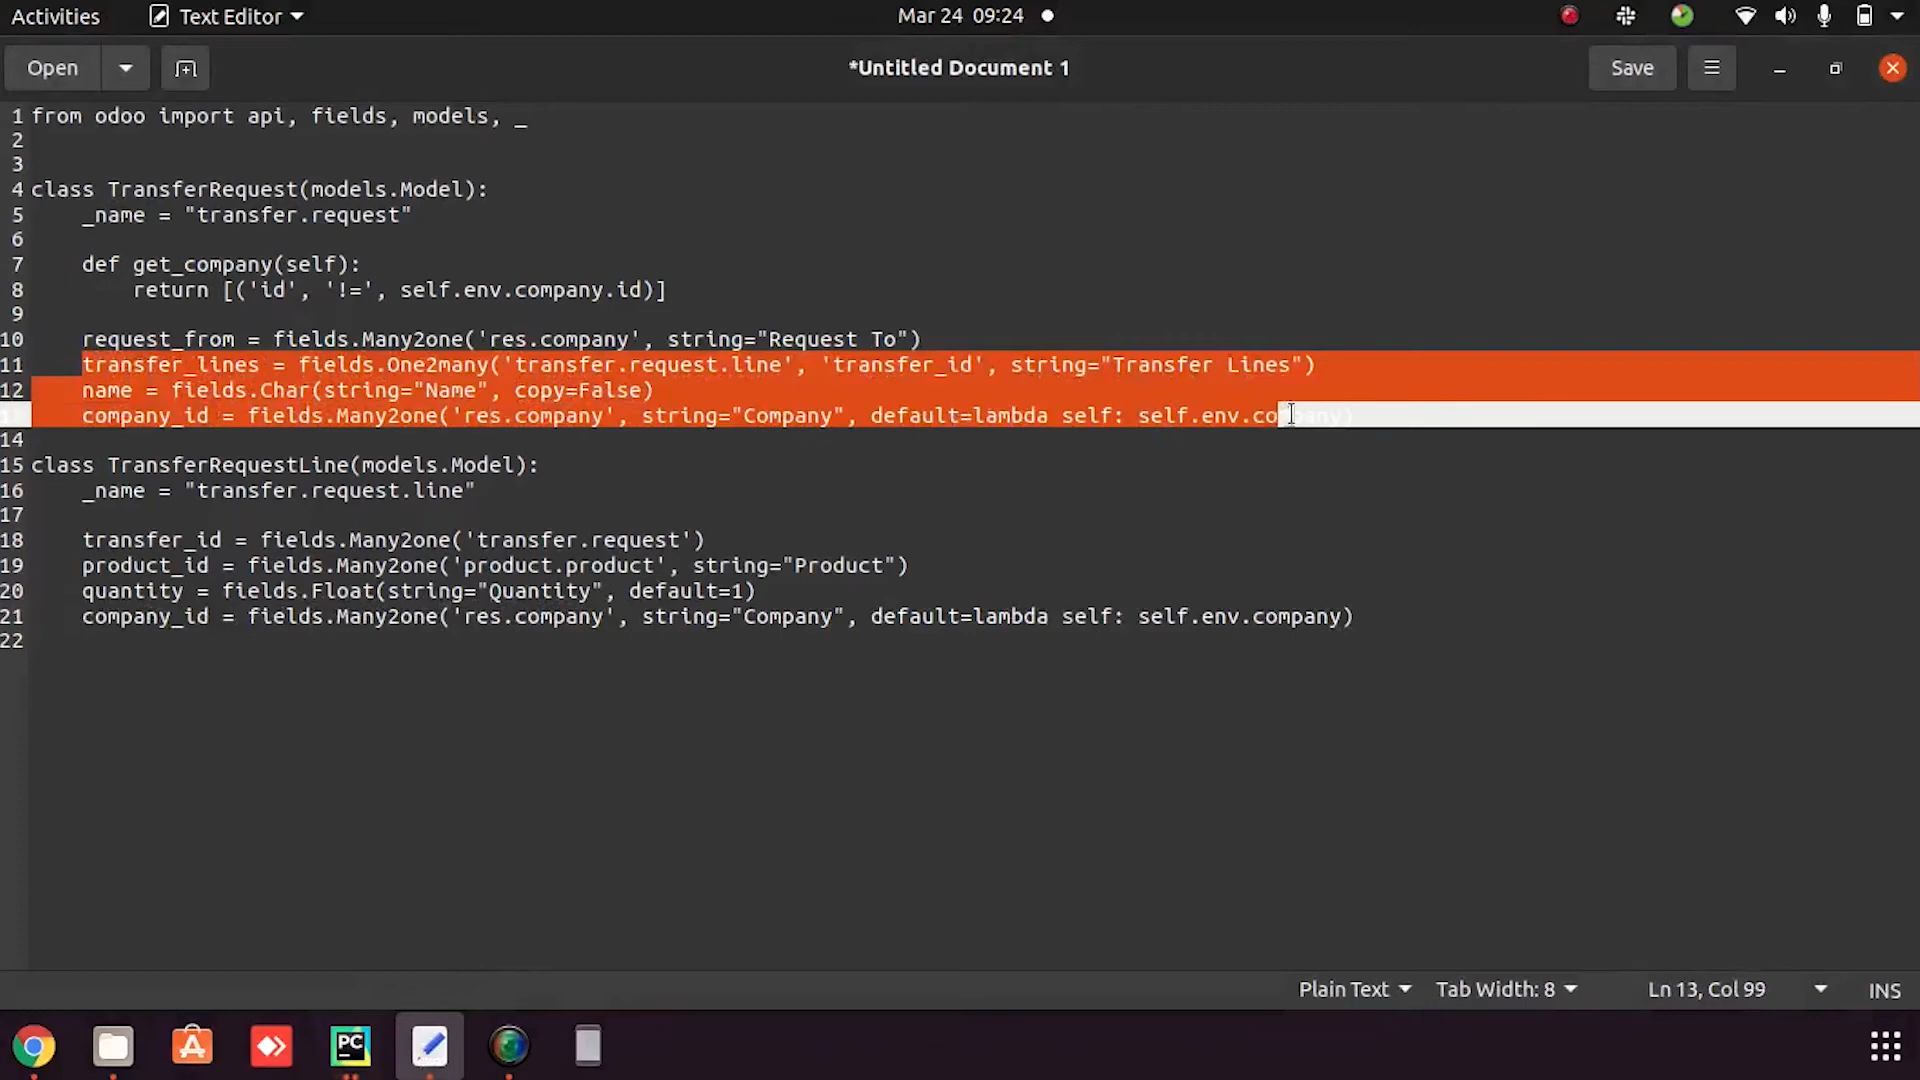 Activities
Text Editor
Mar 24 09:24
Open
*Untitled Document 1
Save
1 from odoo import api, fields, models, _
2
3
4 class TransferRequest(models.Model):
5 _name = "transfer.request"
6
7 def get_company(self):
8 return [('id', '!=', self.env.company.id)]
9
10 request_from = fields.Many2one('res.company', string="Request To")
11 transfer_lines = fields.One2many('transfer.request.line', 'transfer_id', string="Transfer Lines")
12 name = fields.Char(string="Name", copy=False)
company_id = fields.Many2one('res.company', string="Company", default=lambda self: self.env.company)
14
15 class TransferRequestLine(models.Model):
16 _name = "transfer.request.line"
17
18 transfer_id = fields.Many2one('transfer.request')
19 product_id = fields.Many2one('product.product', string="Product")
20 quantity = fields.Float(string="Quantity", default=1)
21 company_id = fields.Many2one('res.company', string="Company", default=lambda self: self.env.company)
22
Plain Text
Tab Width: 8
Ln 13, Col 99
INS
PC